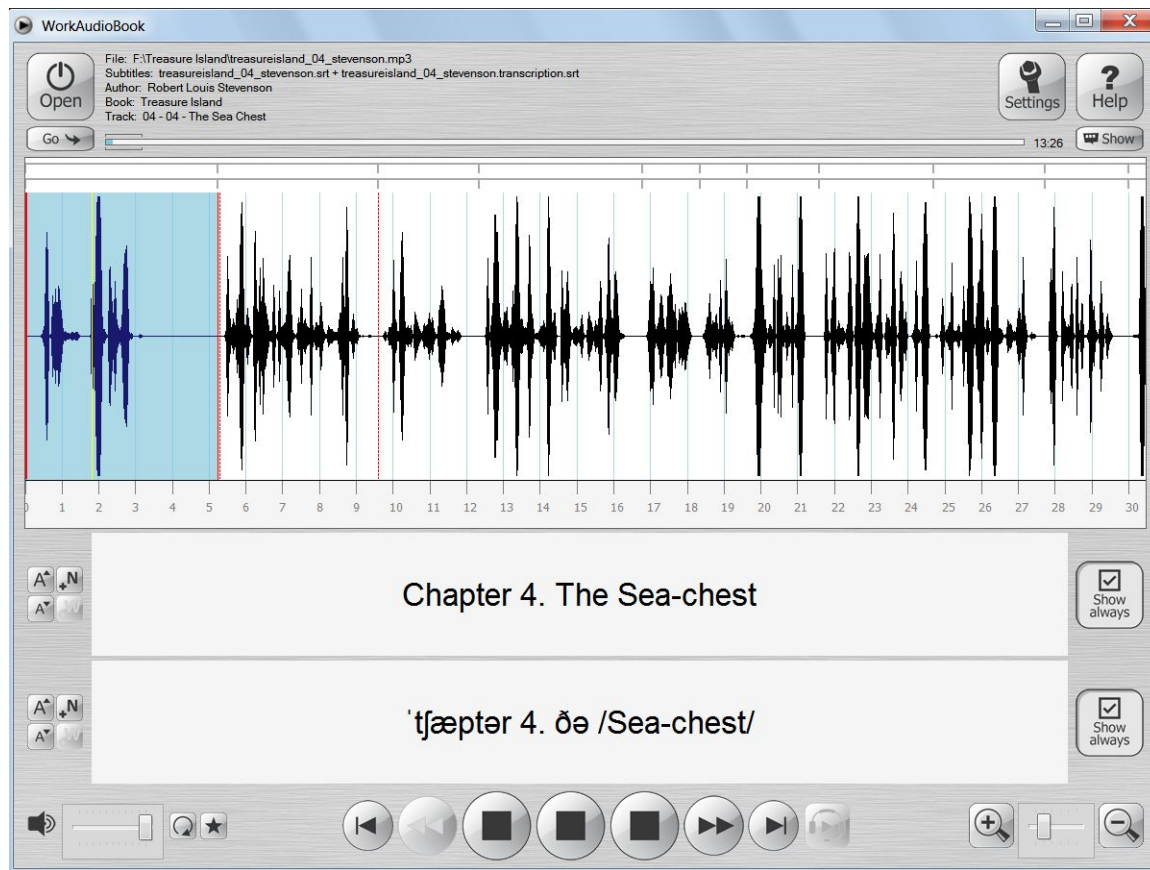 WorkAudioBook
Open
File: F:\Treasure Island\treasureisland_04_stevenson.mp3
Subtitles: treasureisland_04_stevenson.srt + treasureisland_04_stevenson.transcription.srt
Author: Robert Louis Stevenson
Book: Treasure Island
Track: 04 - 04 - The Sea Chest
Settings
? Help
Go
13:26
Show
0 1 2 3 4 5 6 7 8 9 10 11 12 13 14 15 16 17 18 19 20 21 22 23 24 25 26 27 28 29 30
A +N
A W
Chapter 4. The Sea-chest
Show always
A +N
A W
ˈtʃæptər 4. ðə /Sea-chest/
Show always